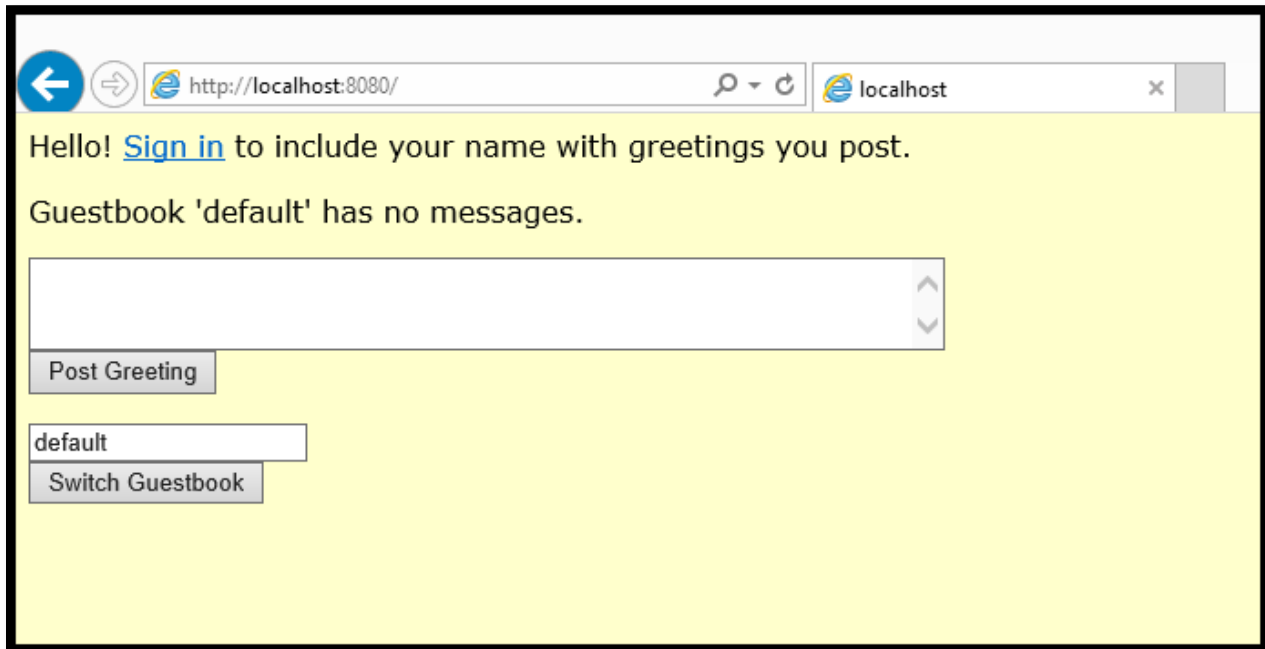 http://localhost:8080/
localhost
Hello! Sign in to include your name with greetings you post.
Guestbook 'default' has no messages.
Post Greeting
default
Switch Guestbook